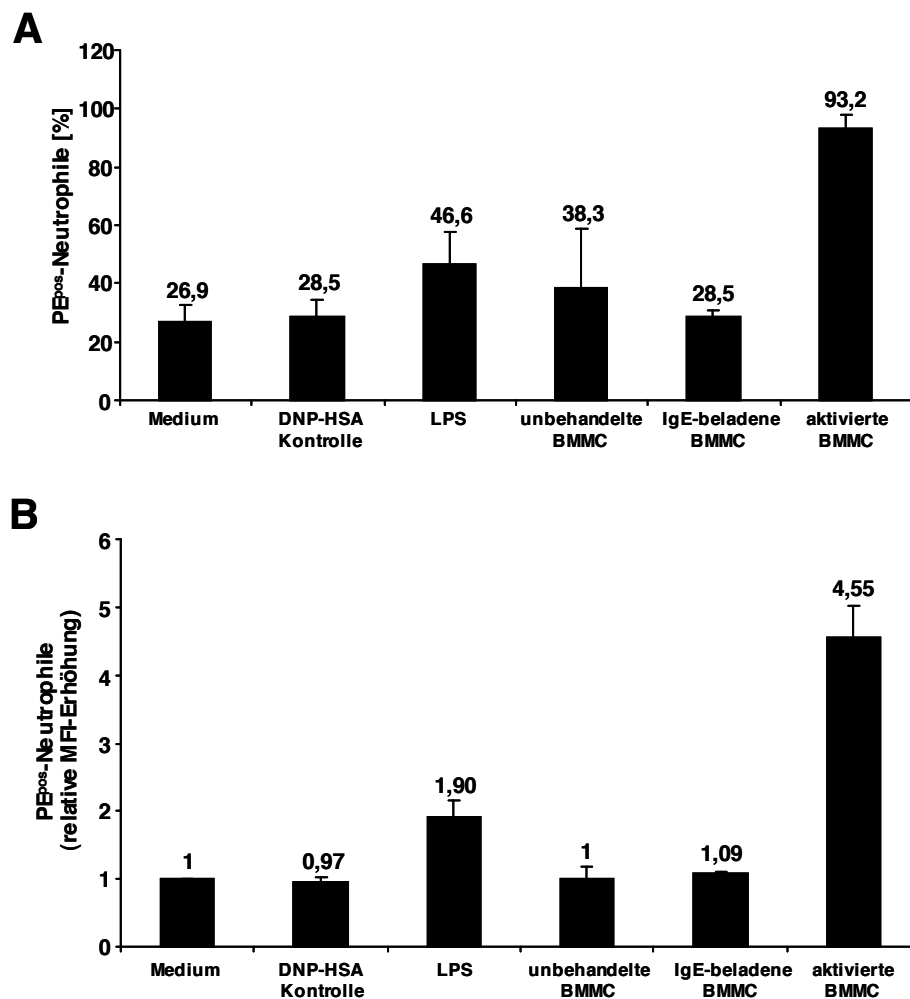 A
120
100
80
60
40
20
0
PEpos-Neutrophile [%]
26,9
28,5
46,6
38,3
28,5
93,2
Medium
DNP-HSA
Kontrolle
LPS
unbehandelte
BMMC
IgE-beladene
BMMC
aktivierte
BMMC
B
6
5
4
3
2
1
0
PEpos-Neutrophile
(relative MFI-Erhöhung)
1
0,97
1,90
1
1,09
4,55
Medium
DNP-HSA
Kontrolle
LPS
unbehandelte
BMMC
IgE-beladene
BMMC
aktivierte
BMMC